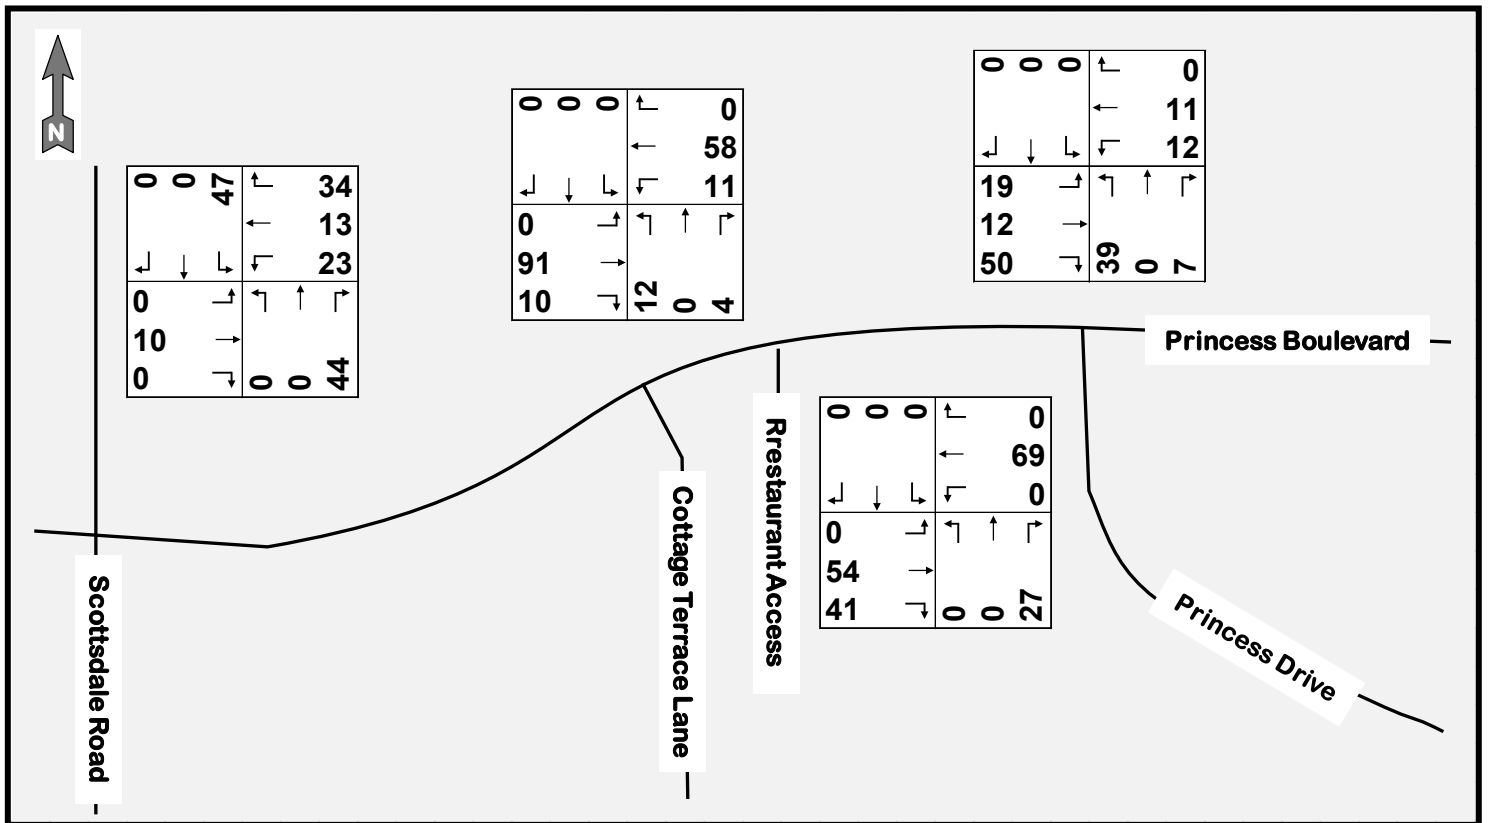 N
0 0 47
34
13
23
0
10
0
0 0 44
0 0 0
0
58
11
0
91
10
12 0 4
0 0 0
0
11
12
19
12
50
39 0 7
Princess Boulevard
0 0 0
0
69
0
0
54
41
0 0 27
Scottsdale Road
Cottage Terrace Lane
Rrestaurant Access
Princess Drive